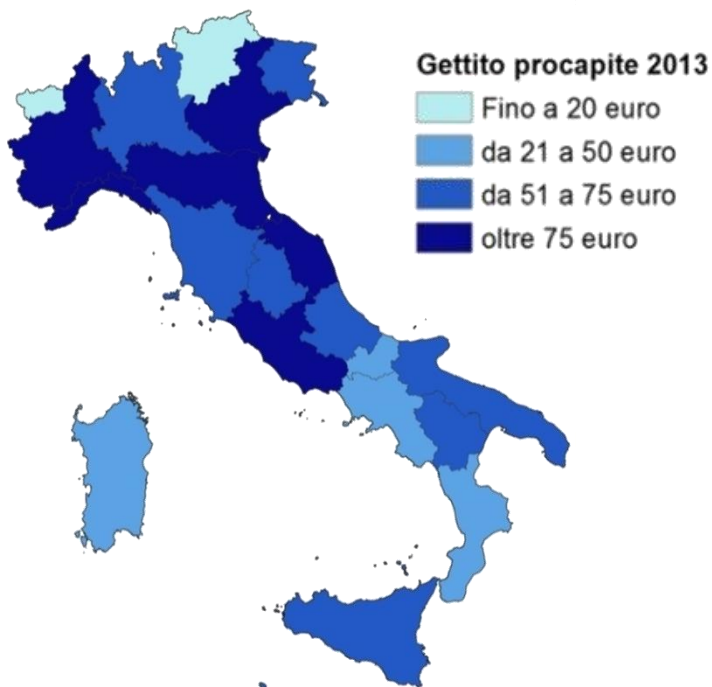 Gettito procapite 2013
Fino a 20 euro
da 21 a 50 euro
da 51 a 75 euro
oltre 75 euro